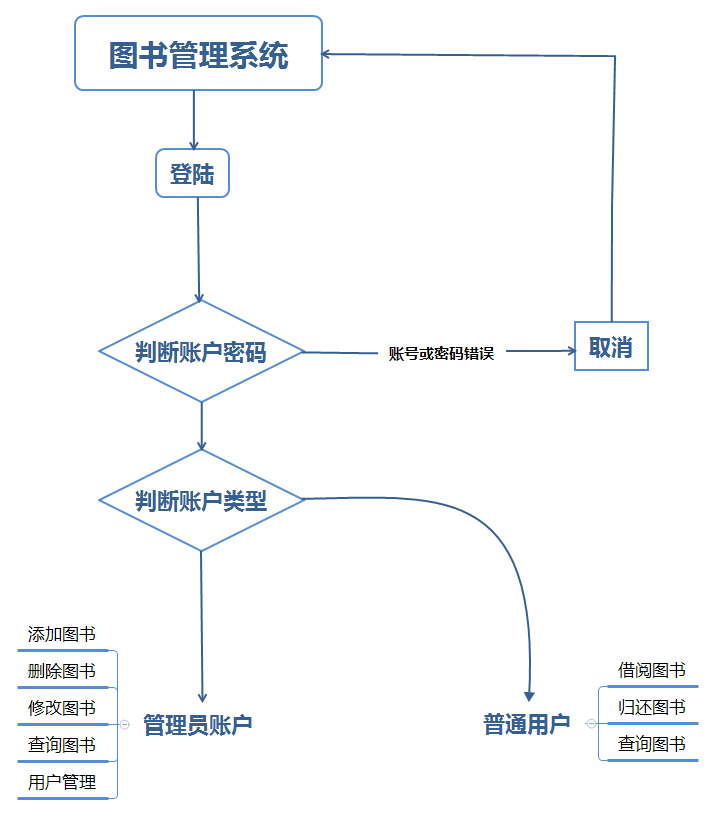 图书管理系统
登陆
判断账户密码
账号或密码错误
取消
判断账户类型
添加图书
删除图书
修改图书
查询图书
用户管理
管理员账户
普通用户
借阅图书
归还图书
查询图书